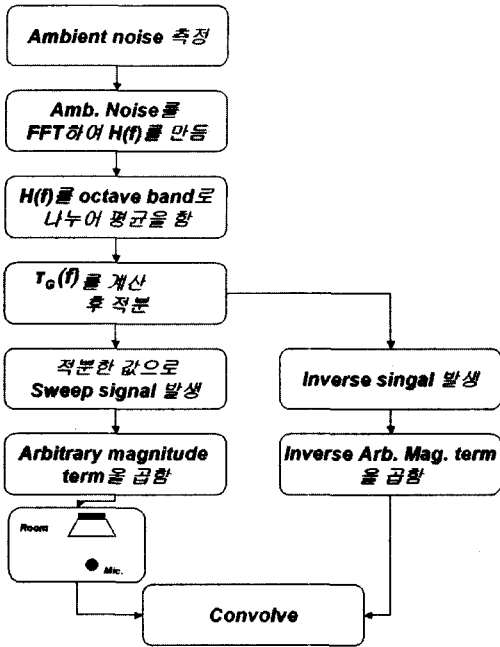 Ambient noise 측정
Amb. Noise를
FFT하여 H(f)를 만듬
H(f)를 octave band로
나누어 평균을 함
T_G(f)를 계산
후 적분
적분한 값으로
Sweep signal 발생
Inverse singal 발생
Arbitrary magnitude
term을 곱함
Inverse Arb. Mag. term
을 곱함
Room
Mic.
Convolve